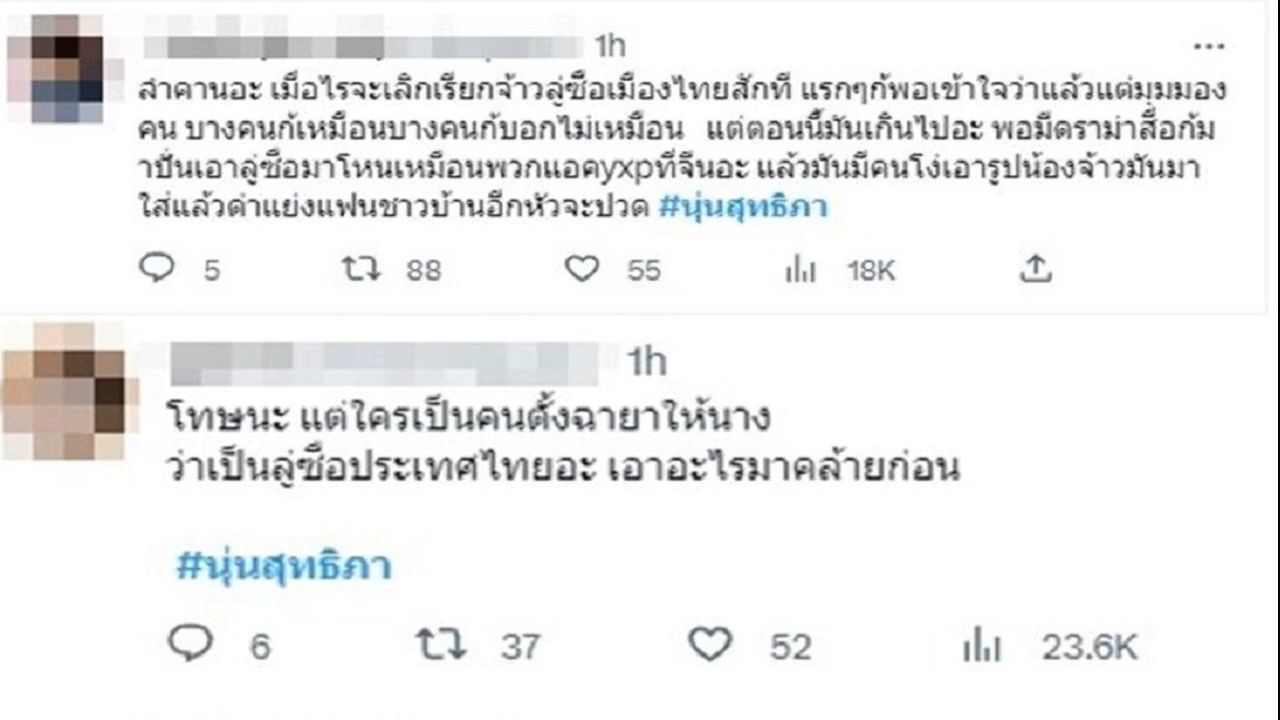 1h
ลำคานอะ เมื่อไรจะเลิกเรียกจ้าวลู่ซือเมืองไทยสักที แรกๆก้พอเข้าใจว่าแล้วแต่มุมมอง
คน บางคนก้เหมือนบางคนก้บอกไม่เหมือน แต่ตอนนี้มันเกินไปอะ พอมีดราม่าสื่อก้ม
าปั่นเอาลู่ซือมาโหนเหมือนพวกแอคyxpที่จีนอะ แล้วมันมีคนโง่เอารูปน้องจ้าวมันมา
ใส่แล้วด่าแย่งแฟนชาวบ้านอีกหัวจะปวด #นุ่นสุทธิภา
5 88 55 18K
1h
โทษนะ แต่ใครเป็นคนตั้งฉายาให้นาง
ว่าเป็นลู่ซือประเทศไทยอะ เอาอะไรมาคล้ายก่อน
#นุ่นสุทธิภา
6 37 52 23.6K